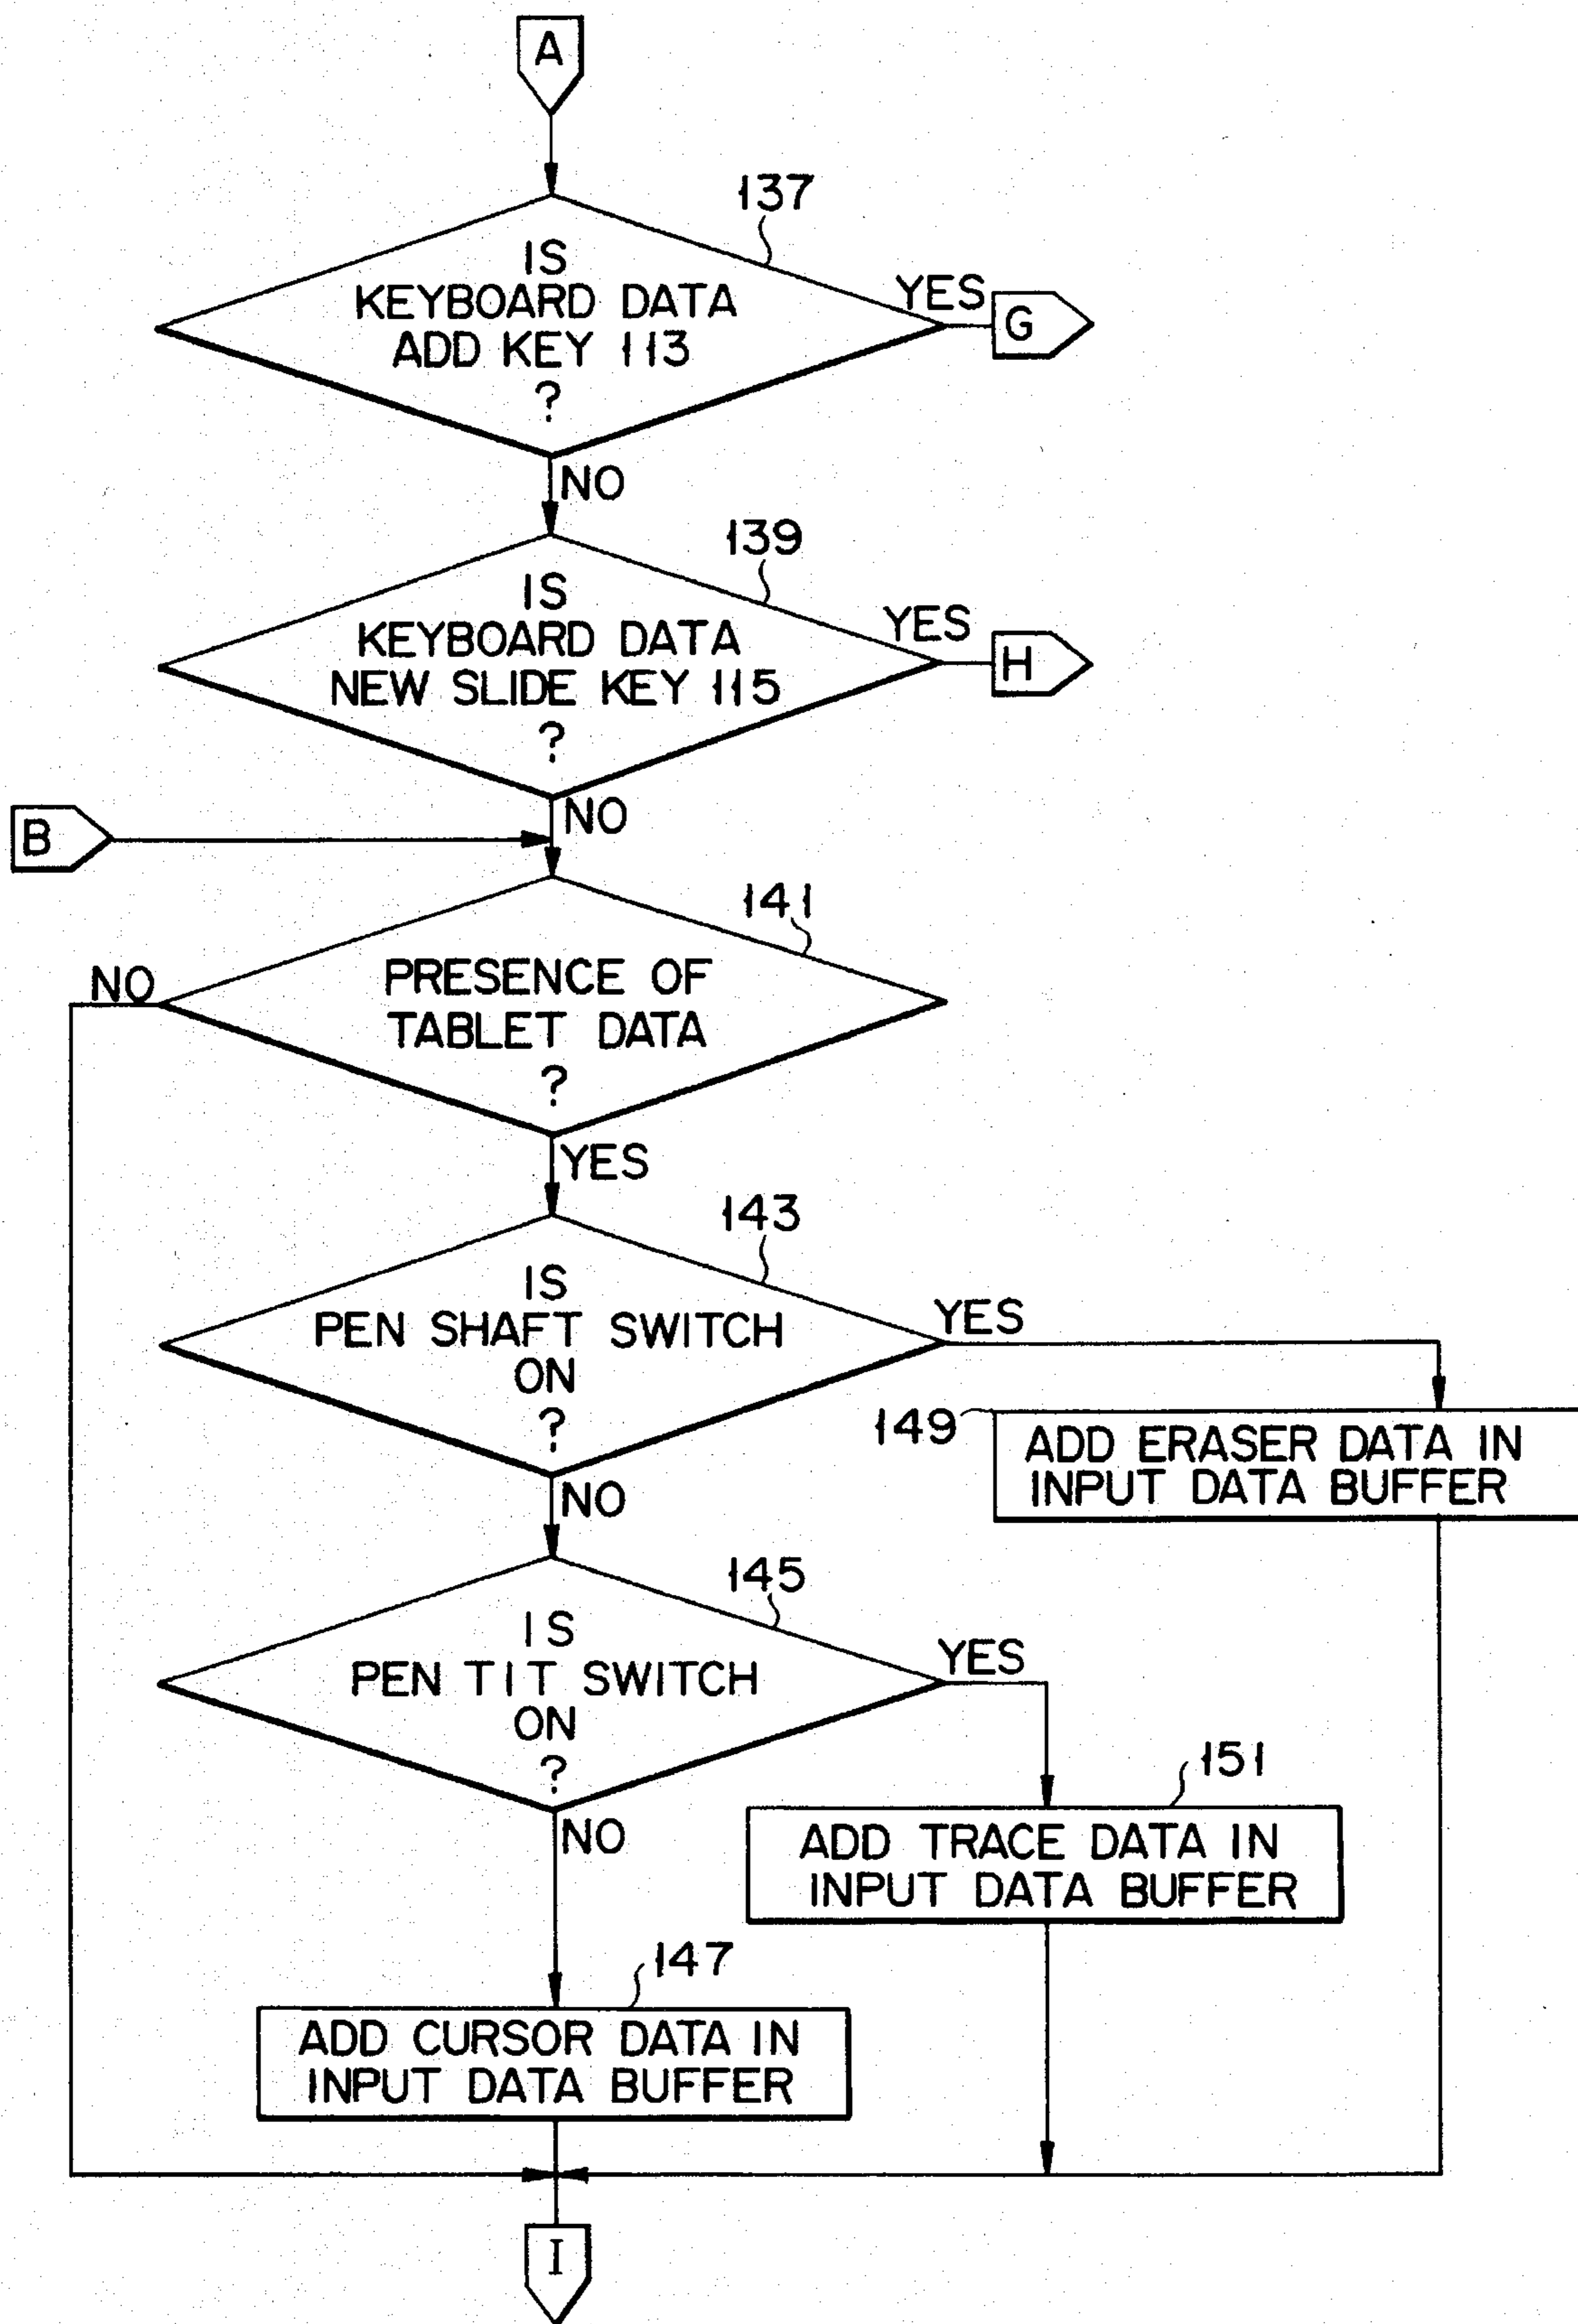 A
137
IS
KEYBOARD DATA
ADD KEY 113
?
YES
G
NO
139
IS
KEYBOARD DATA
NEW SLIDE KEY 115
?
YES
H
NO
B
141
NO
PRESENCE OF
TABLET DATA
?
YES
143
IS
PEN SHAFT SWITCH
ON
?
YES
149
ADD ERASER DATA IN
INPUT DATA BUFFER
NO
145
IS
PEN TIT SWITCH
ON
?
YES
151
ADD TRACE DATA IN
INPUT DATA BUFFER
NO
147
ADD CURSOR DATA IN
INPUT DATA BUFFER
I